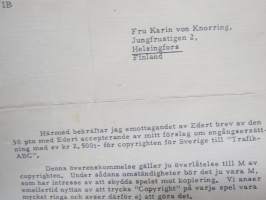 1B
Fru Karin von Knorring,
Jungfrustigen 2,
Helsingfors
Finland
Härmed bekräftar jag emottagandet av Edert brev av den
30 pts med Edert accepterande av mitt förslag om engångsersätt-
ning med kr 2,500:- för copyrighten för Sverige till "Trafik-
ABC".
Denna överenskommelse gäller ju överlåtelse till M av
copyrighten. Under sådana omständigheter bör det ju vara M,
som har intresse av att skydda spelet mot kopiering. Vi anser
emellertid nyttan av att trycka "Copyright" på varje spel vara
mycket ringa och avser därför ej att göra det.